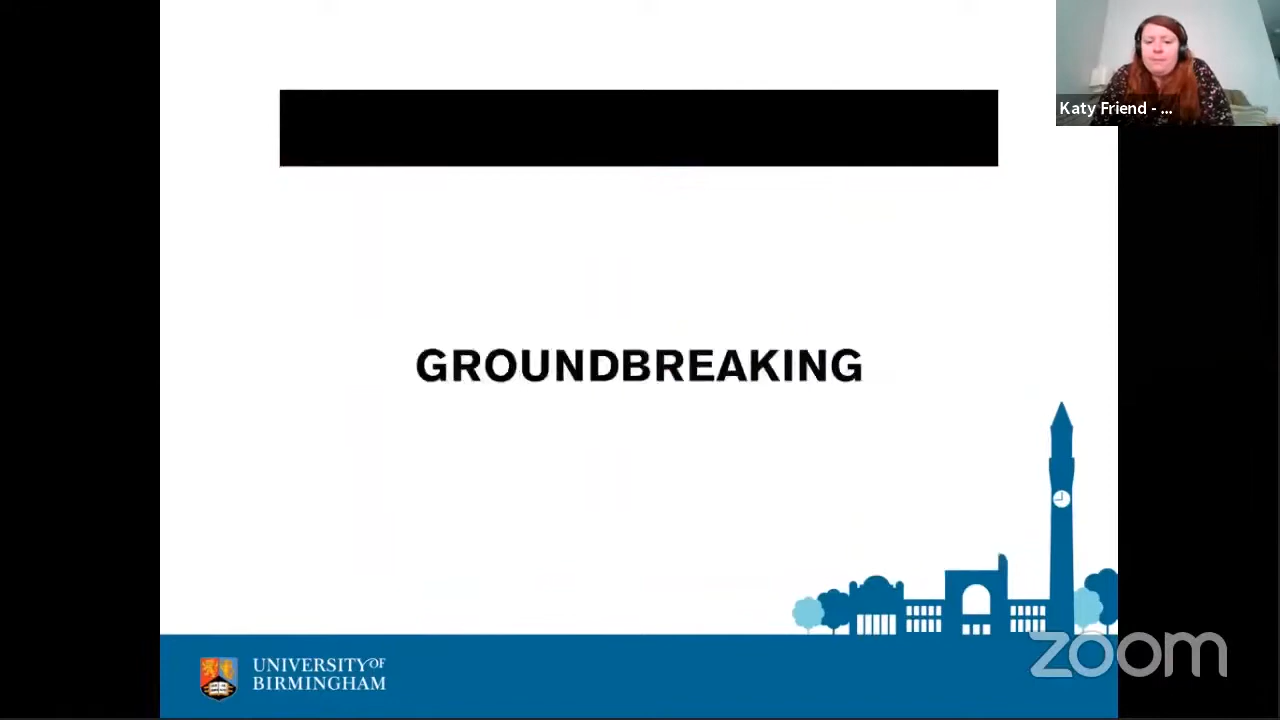 Katy Friend - ...
GROUNDBREAKING
UNIVERSITY OF
BIRMINGHAM
zoom